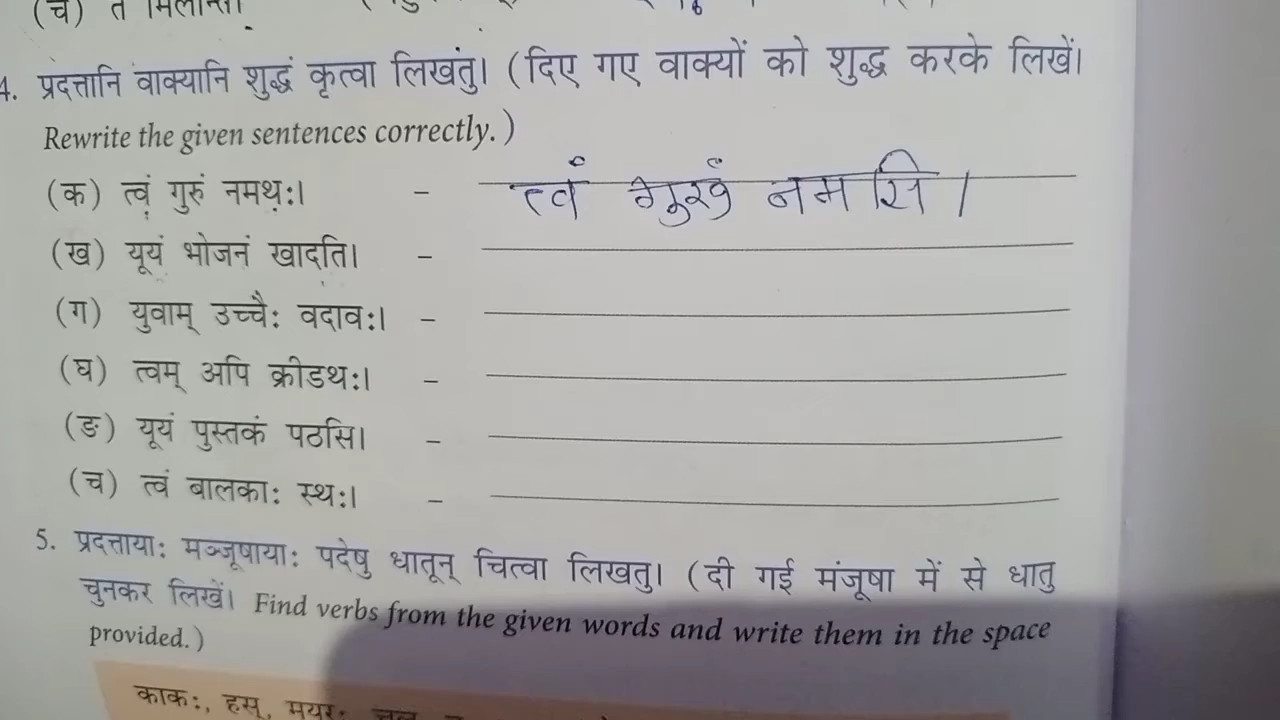 (च) त
4. प्रदत्तानि वाक्यानि शुद्धं कृत्वा लिखंतु। (दिए गए वाक्यों को शुद्ध करके लिखें।
Rewrite the given sentences correctly.)
(क) त्वं गुरुं नमथः। – त्वं गुरुं नमसि।
(ख) यूयं भोजनं खादति। –
(ग) युवाम् उच्चैः वदावः। –
(घ) त्वम् अपि क्रीडथः। –
(ङ) यूयं पुस्तकं पठसि। –
(च) त्वं बालकाः स्थः। –
5. प्रदत्तायाः मञ्जूषायाः पदेषु धातून् चित्वा लिखतु। (दी गई मंजूषा में से धातु
चुनकर लिखें। Find verbs from the given words and write them in the space
provided.)
काकः, हस्,